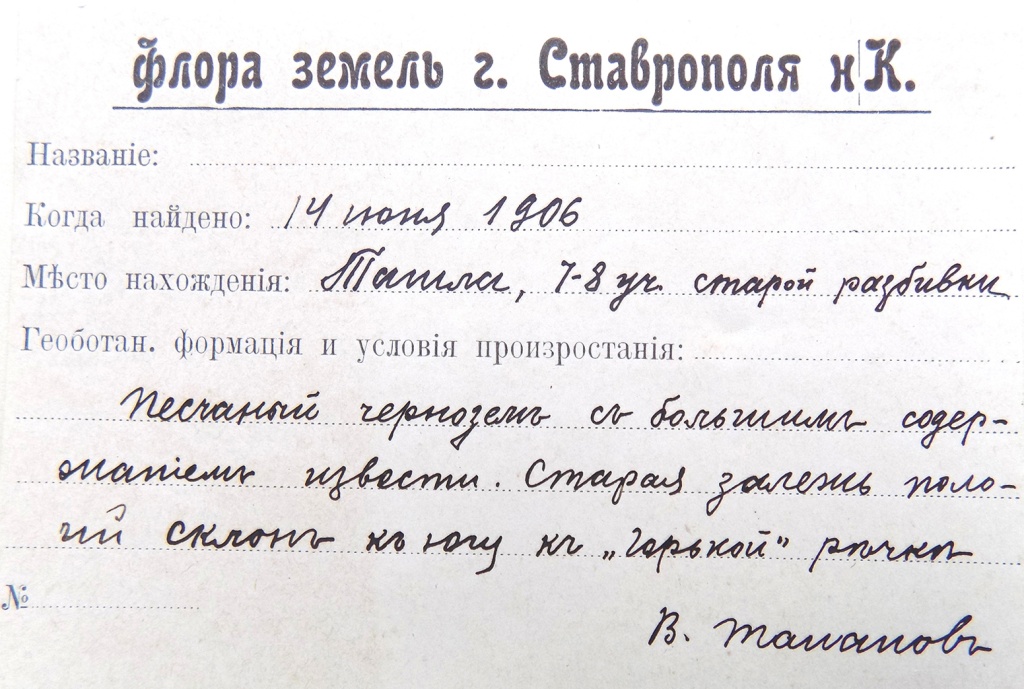 Флора земель г. Ставрополя н/К.
Названіе:
Когда найдено: 14 июня 1906
Мѣсто нахожденія: Ташла, 7-8 уч. старой разбивки
Геоботан. формація и условія произростанія:
Песчаный черноземъ съ большимъ содер-
жаніемъ извести. Старая залежь поло-
гий склонъ къ югу къ „Горькой" рѣчкѣ
№
В. Талановъ